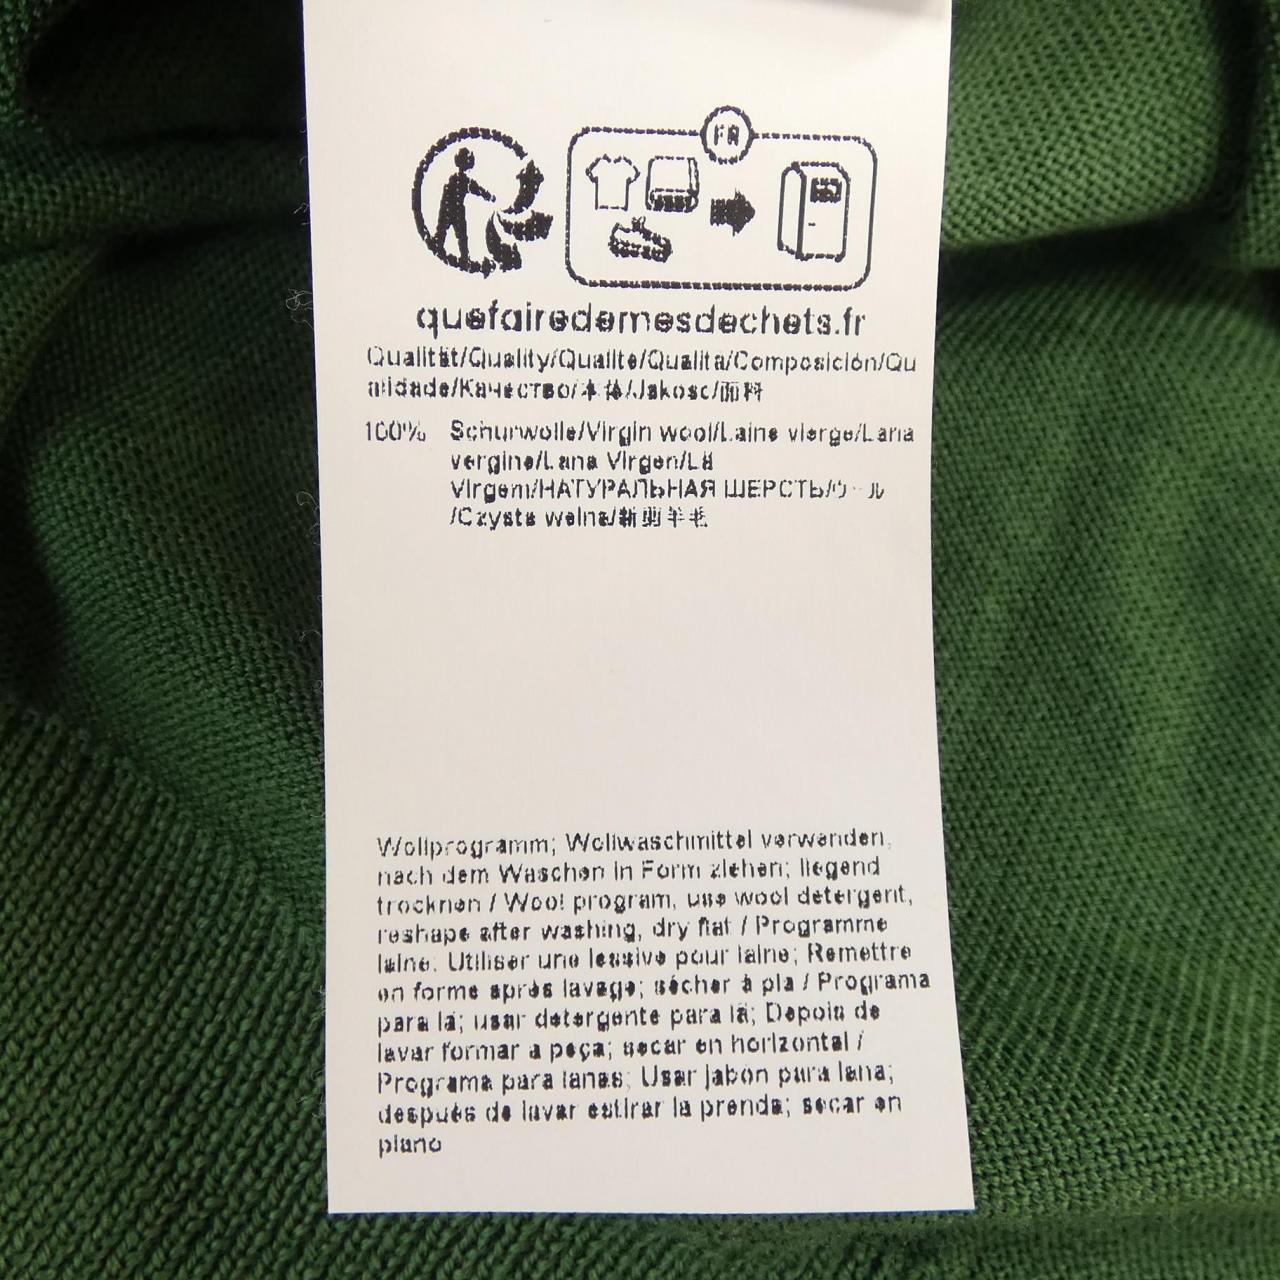 FR
quefairedemesdechets.fr
Qualität/Quality/Qualite/Qualita/Composición/Qu
alidade/Качество/本体/Jakosc/面料
100% Schurwolle/Virgin wool/Laine vierge/Lana
vergine/Lana Virgen/Lã
Virgem/НАТУРАЛЬНАЯ ШЕРСТЬ/ウール
/Czysta welna/新剪羊毛
Wollprogramm; Wollwaschmittel verwenden,
nach dem Waschen in Form ziehen; liegend
trocknen / Wool program, use wool detergent,
reshape after washing, dry flat / Programme
laine; Utiliser une lessive pour laine; Remettre
en forme après lavage; sécher à pla / Programa
para lã; usar detergente para lã; Depois de
lavar formar a peça; secar en horizontal /
Programa para lanas; Usar jabon para lana;
después de lavar estirar la prenda; secar en
plano